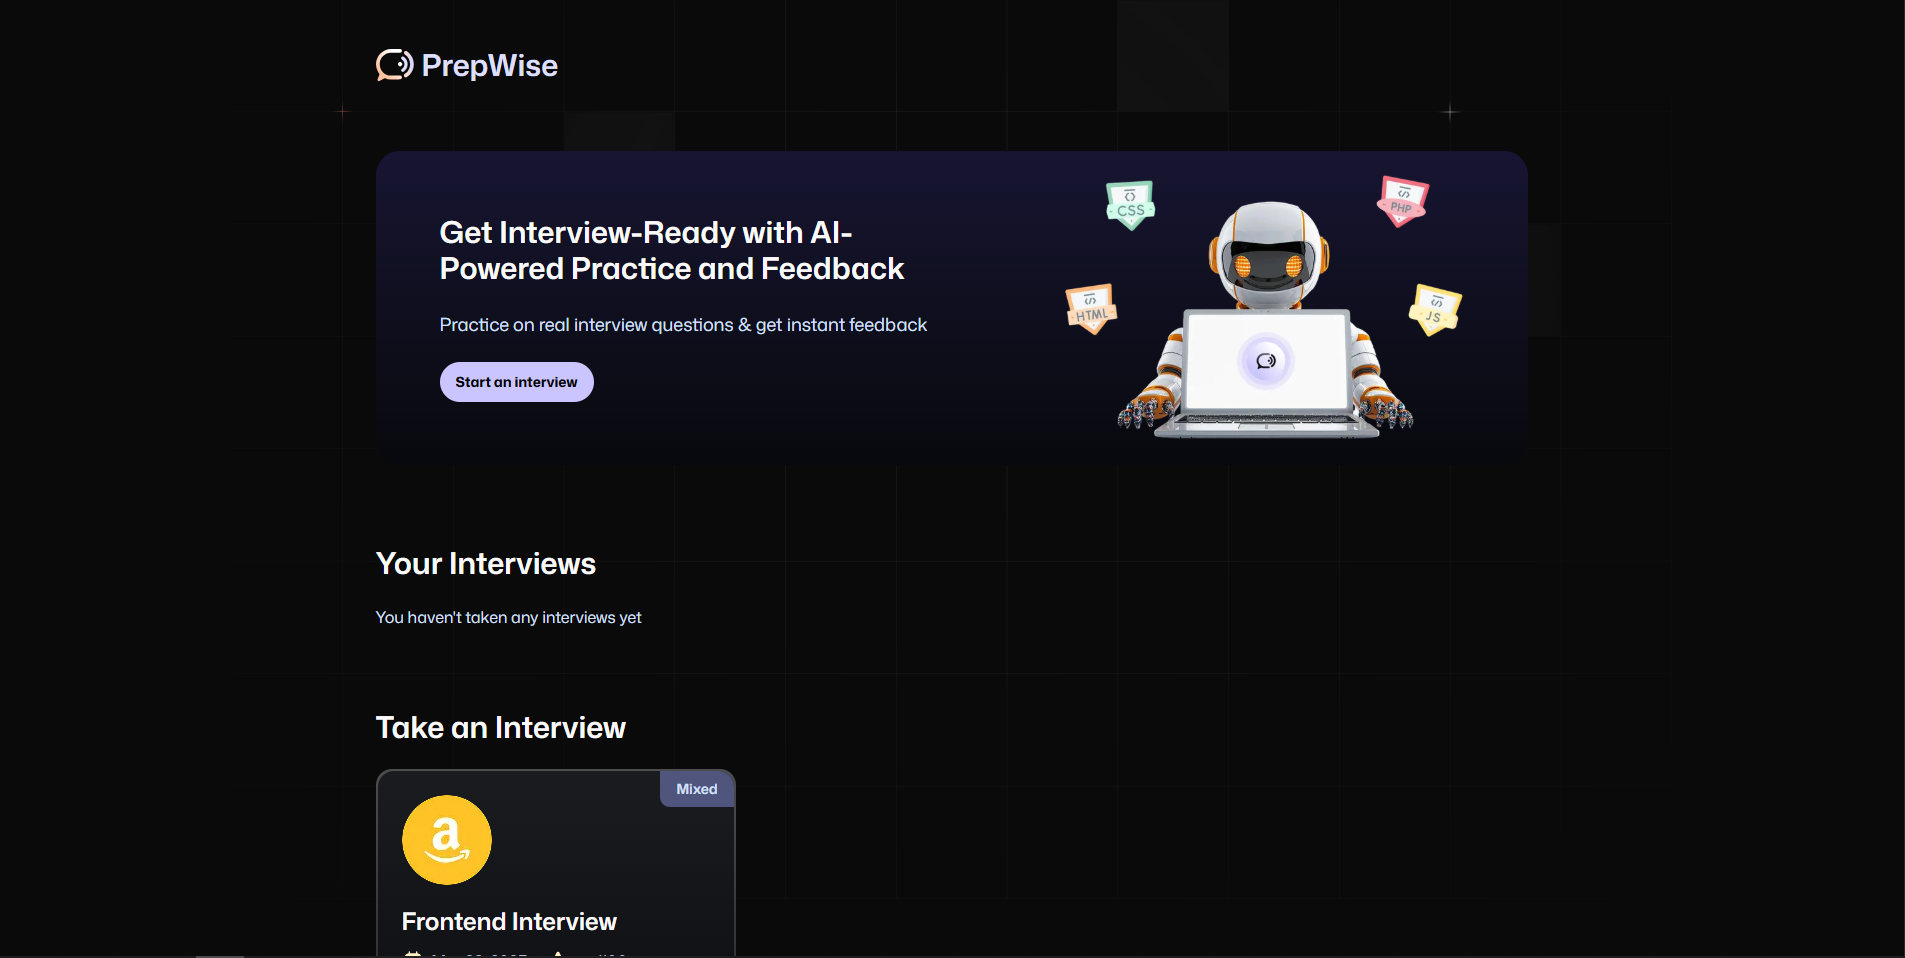 PrepWise
Get Interview-Ready with AI-
Powered Practice and Feedback
Practice on real interview questions & get instant feedback
Start an interview
CSS
PHP
HTML
JS
Your Interviews
You haven't taken any interviews yet
Take an Interview
Mixed
a
Frontend Interview